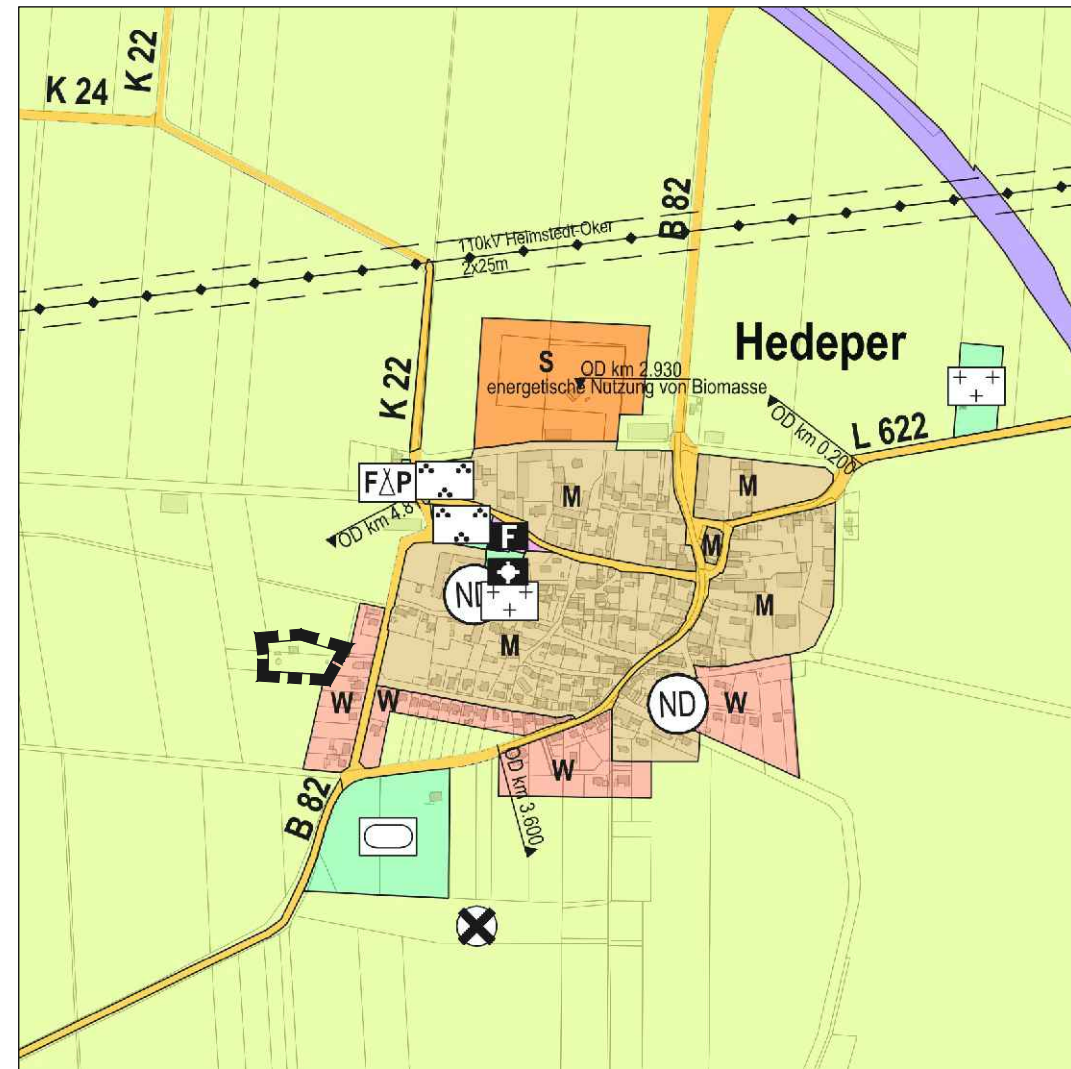 K 22
K 24
B 82
110kV Helmstedt-Oker
2x25m
Hedeper
S
OD km 2.930
energetische Nutzung von Biomasse
K 22
OD km 0.200
L 622
F P
M
M
OD km 4.8
F
M
ND
M
M
W
W
ND
W
OD km 3.600
W
B 82